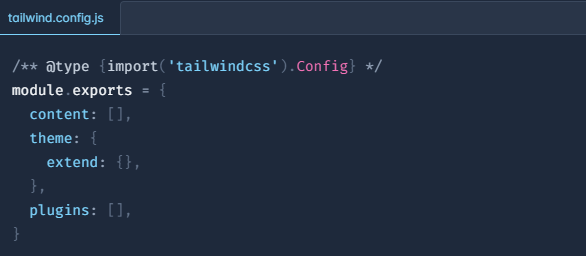 tailwind.config.js
/** @type {import('tailwindcss').Config} */
module.exports = {
  content: [],
  theme: {
    extend: {},
  },
  plugins: [],
}